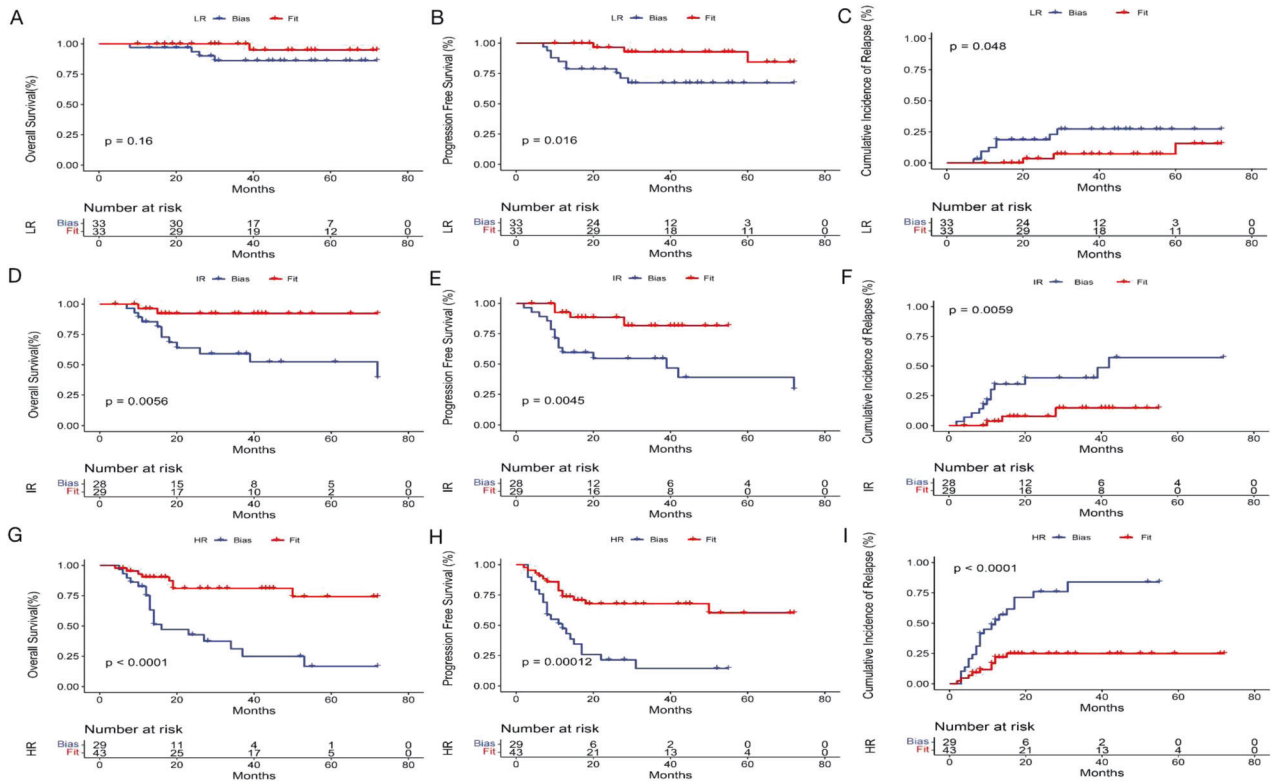 A
LR Bias Fit
Overall Survival(%)
1.00
0.75
0.50
0.25
0.00
p = 0.16
0 20 40 60 80
Months
Number at risk
LR
Bias 33 30 17 7 0
Fit 33 29 19 12 0
0 20 40 60 80
Months
B
LR Bias Fit
Progression Free Survival (%)
1.00
0.75
0.50
0.25
0.00
p = 0.016
0 20 40 60 80
Months
Number at risk
LR
Bias 33 24 12 3 0
Fit 33 29 18 11 0
0 20 40 60 80
Months
C
LR Bias Fit
Cumulative Incidence of Relapse (%)
1.00
0.75
0.50
0.25
0.00
p = 0.048
0 20 40 60 80
Months
Number at risk
LR
Bias 33 24 12 3 0
Fit 33 29 18 11 0
0 20 40 60 80
Months
D
IR Bias Fit
Overall Survival(%)
1.00
0.75
0.50
0.25
0.00
p = 0.0056
0 20 40 60 80
Months
Number at risk
IR
Bias 28 15 8 5 0
Fit 29 17 10 2 0
0 20 40 60 80
Months
E
IR Bias Fit
Progression Free Survival (%)
1.00
0.75
0.50
0.25
0.00
p = 0.0045
0 20 40 60 80
Months
Number at risk
IR
Bias 28 12 6 4 0
Fit 29 16 8 0 0
0 20 40 60 80
Months
F
IR Bias Fit
Cumulative Incidence of Relapse (%)
1.00
0.75
0.50
0.25
0.00
p = 0.0059
0 20 40 60 80
Months
Number at risk
IR
Bias 28 12 6 4 0
Fit 29 16 8 0 0
0 20 40 60 80
Months
G
HR Bias Fit
Overall Survival(%)
1.00
0.75
0.50
0.25
0.00
p < 0.0001
0 20 40 60 80
Months
Number at risk
HR
Bias 29 11 4 1 0
Fit 43 25 17 5 0
0 20 40 60 80
Months
H
HR Bias Fit
Progression Free Survival (%)
1.00
0.75
0.50
0.25
0.00
p = 0.00012
0 20 40 60 80
Months
Number at risk
HR
Bias 29 6 2 0 0
Fit 43 21 13 4 0
0 20 40 60 80
Months
I
HR Bias Fit
Cumulative Incidence of Relapse (%)
1.00
0.75
0.50
0.25
0.00
p < 0.0001
0 20 40 60 80
Months
Number at risk
HR
Bias 29 6 2 0 0
Fit 43 21 13 4 0
0 20 40 60 80
Months